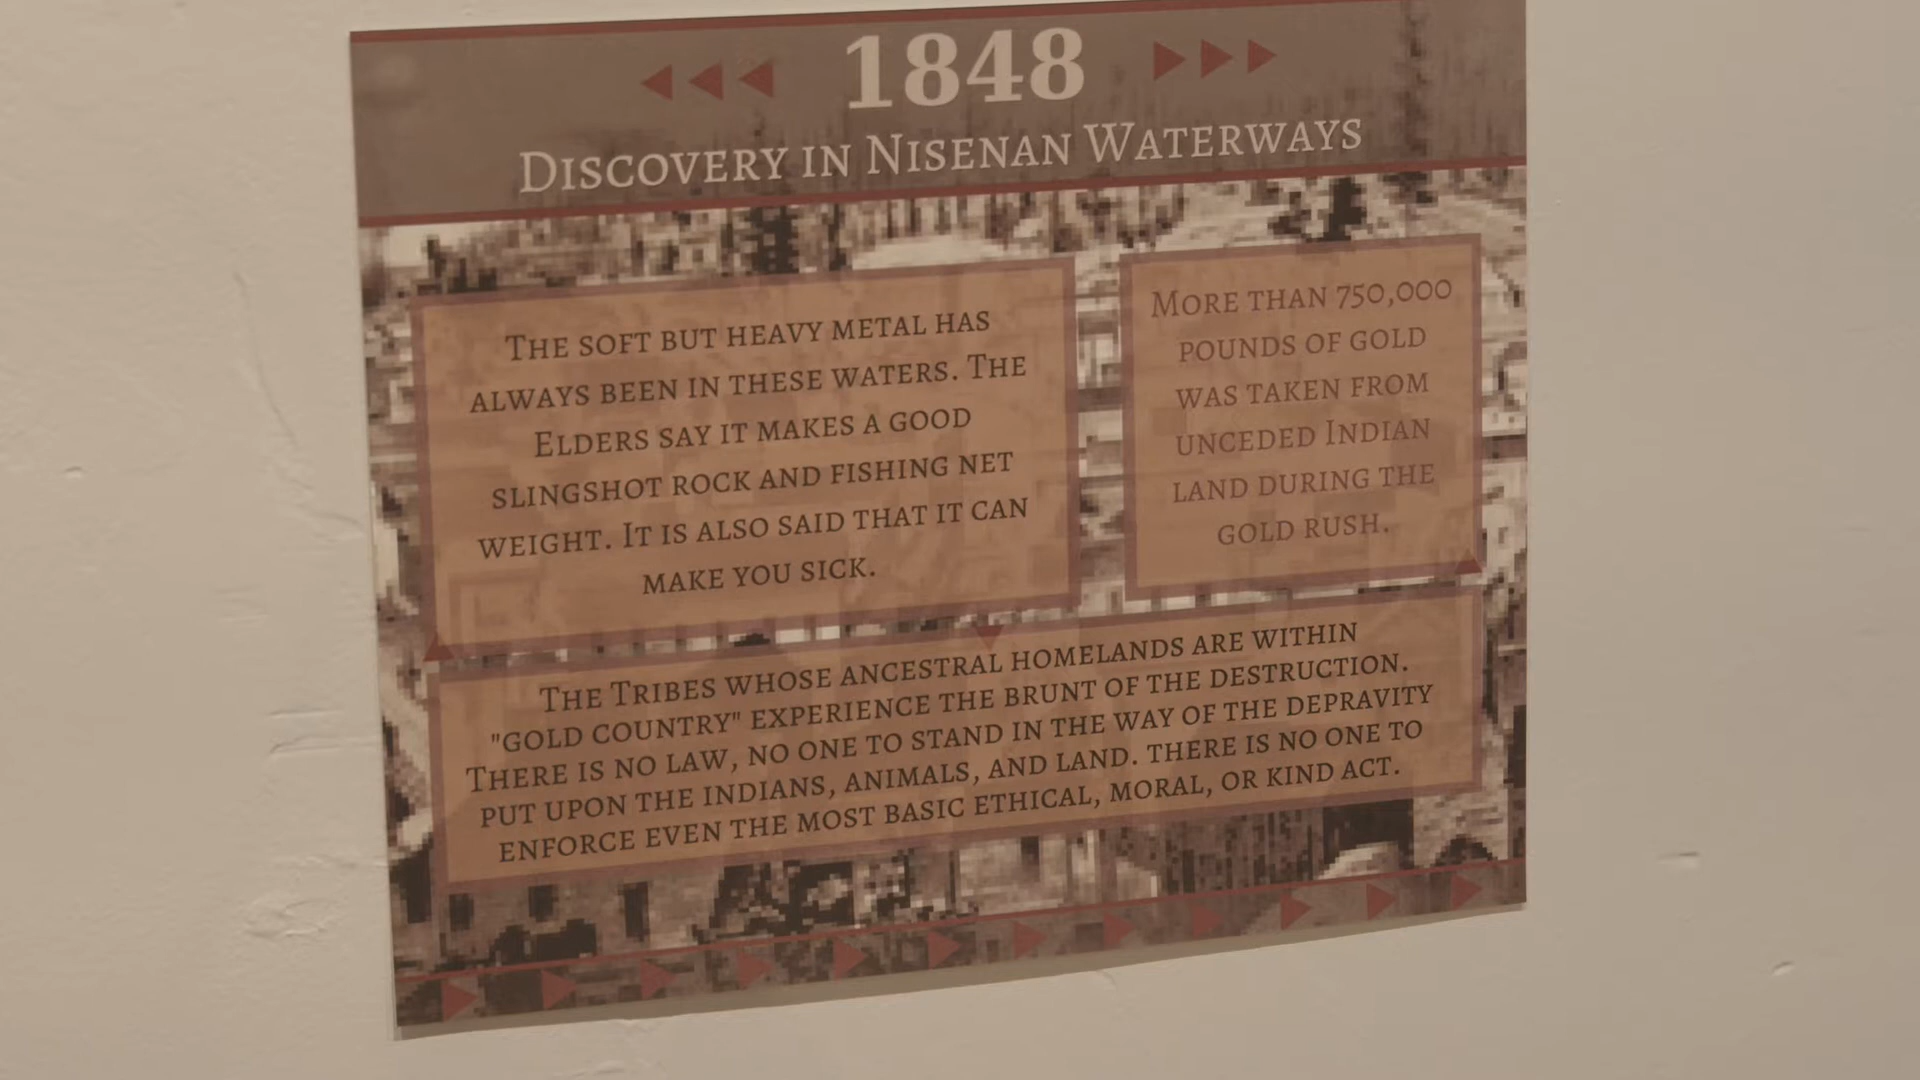 1848
Discovery in Nisenan Waterways
The soft but heavy metal has
always been in these waters. The
Elders say it makes a good
slingshot rock and fishing net
weight. It is also said that it can
make you sick.
More than 750,000
pounds of gold
was taken from
unceded Indian
land during the
gold rush.
The Tribes whose ancestral homelands are within
"gold country" experience the brunt of the destruction.
There is no law, no one to stand in the way of the depravity
put upon the Indians, animals, and land. There is no one to
enforce even the most basic ethical, moral, or kind act.